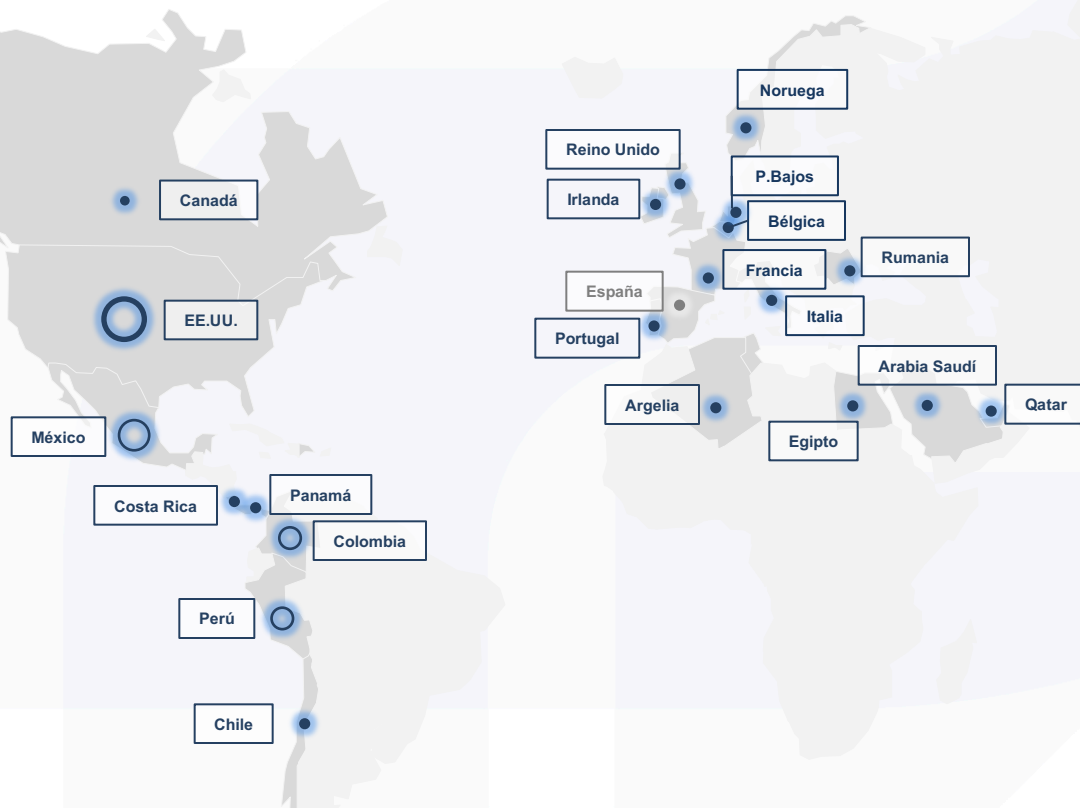 Noruega
Reino Unido
P.Bajos
Canadá
Irlanda
Bélgica
Rumania
Francia
España
EE.UU.
Italia
Portugal
Arabia Saudí
Argelia
Qatar
México
Egipto
Panamá
Costa Rica
Colombia
Perú
Chile